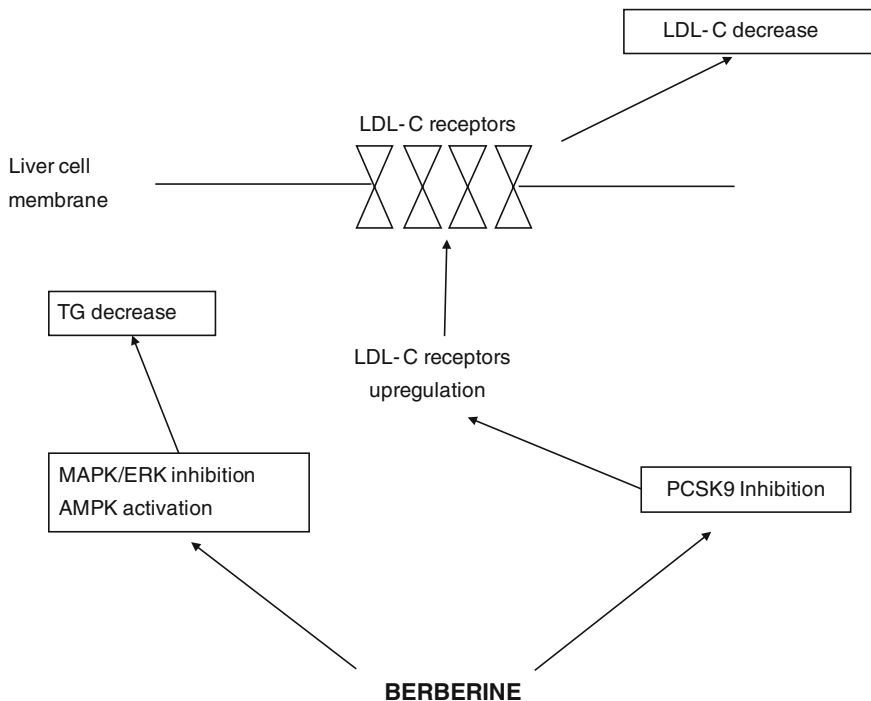 LDL-C decrease
LDL-C receptors
Liver cell
membrane
TG decrease
LDL-C receptors
upregulation
MAPK/ERK inhibition
AMPK activation
PCSK9 Inhibition
BERBERINE